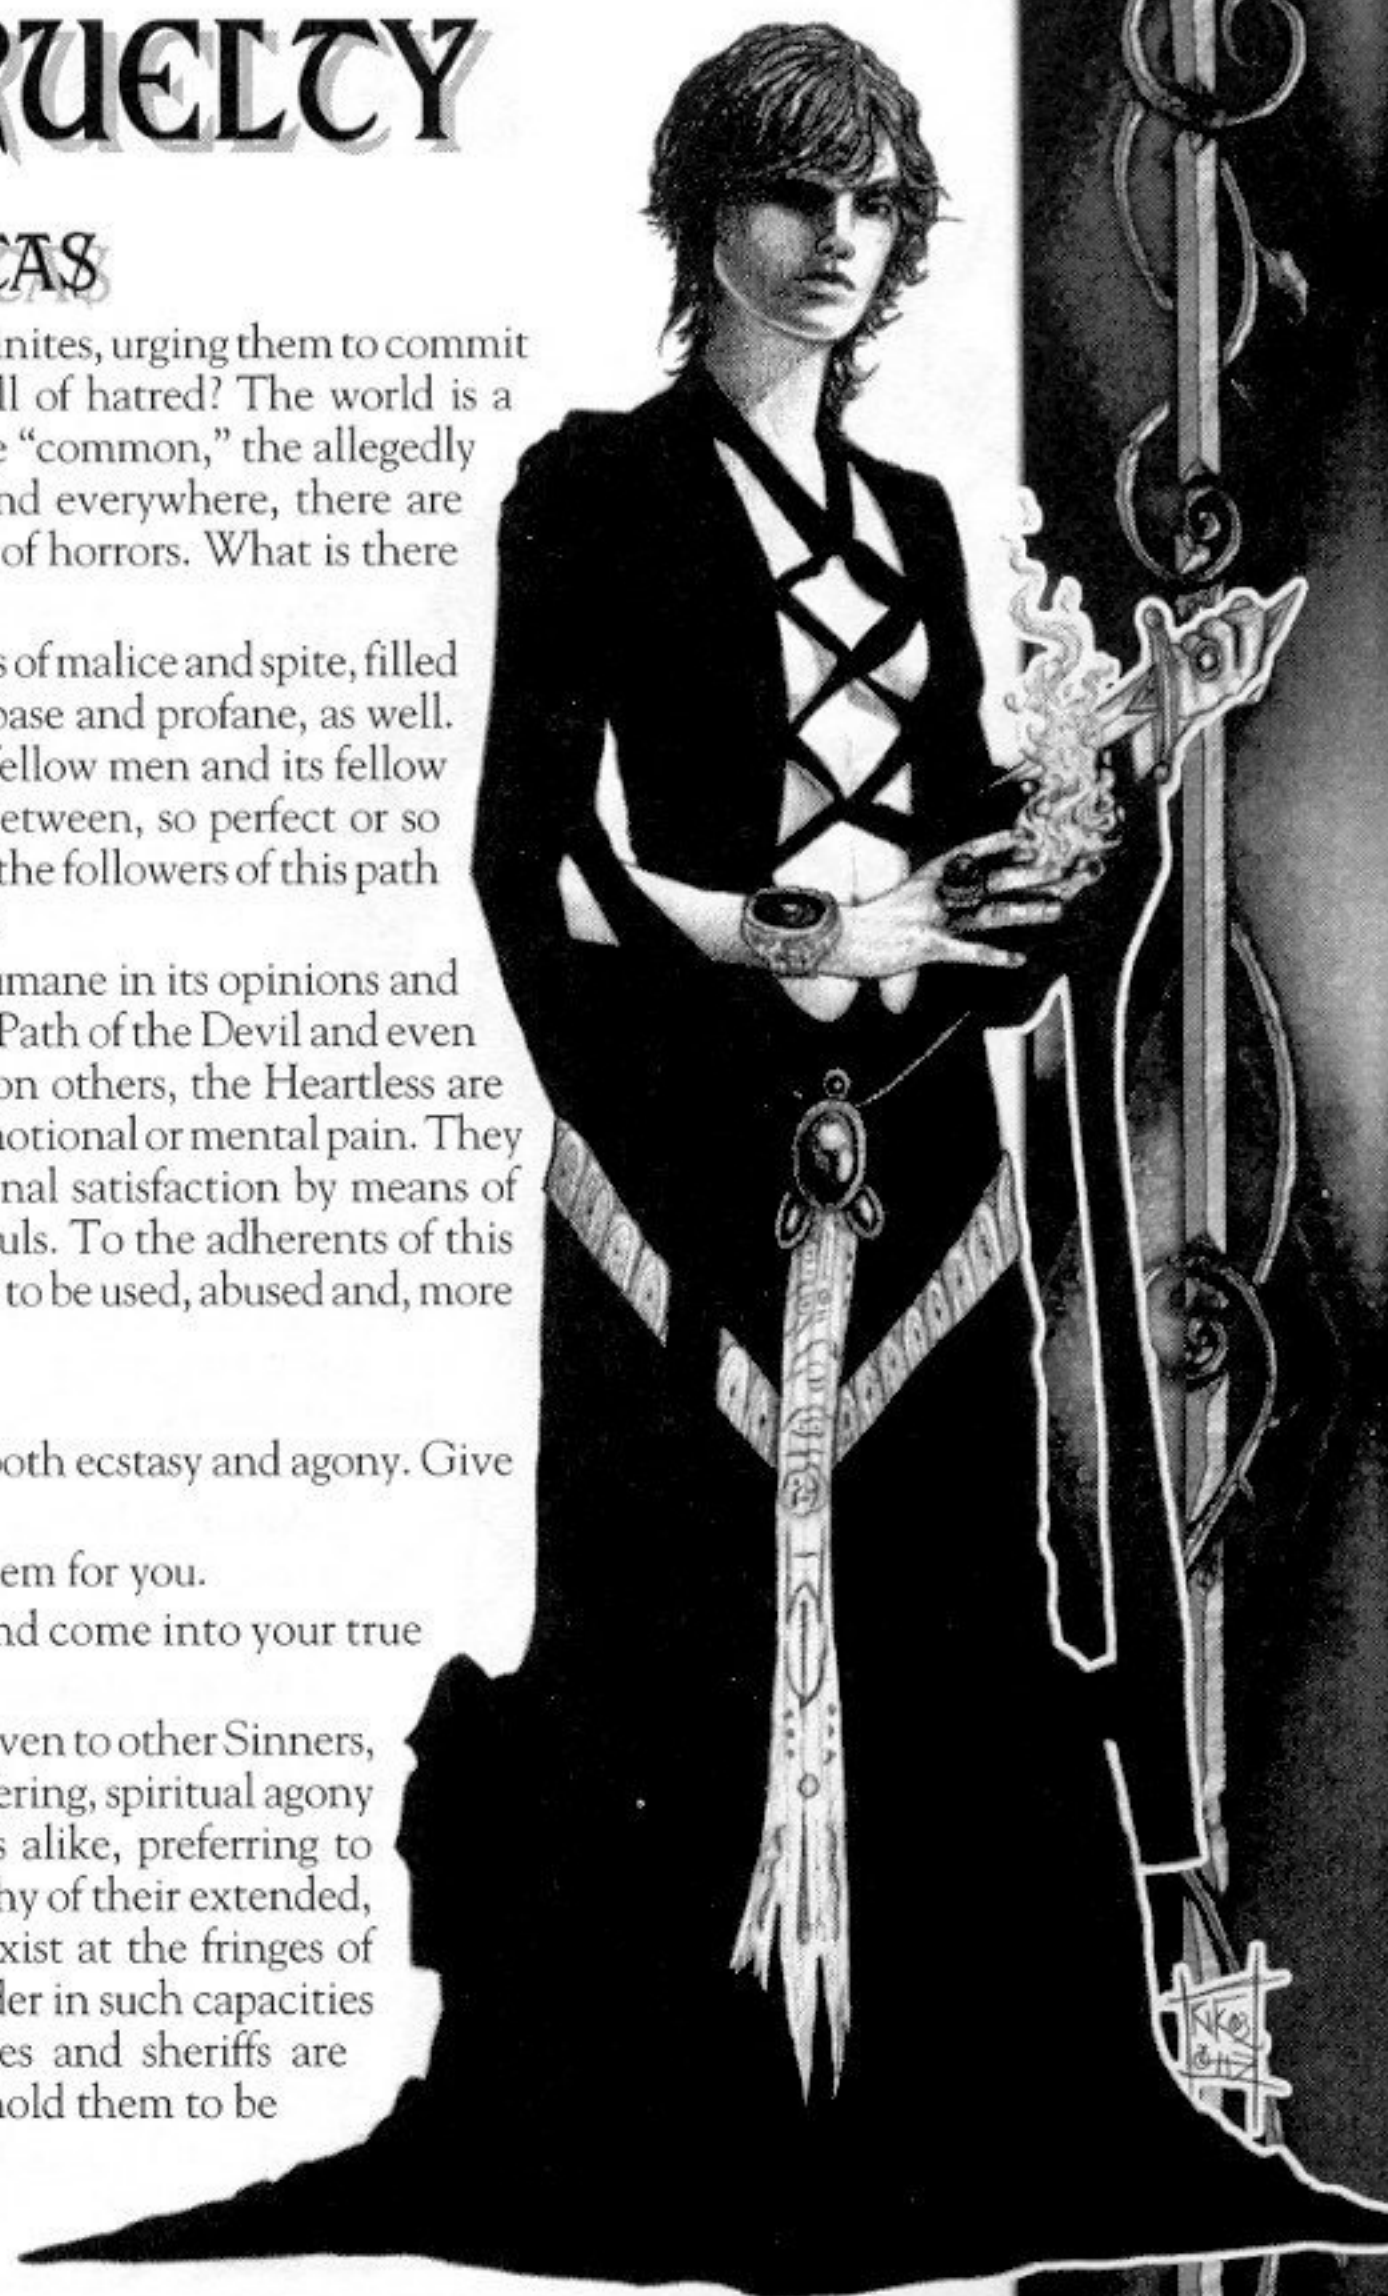 RUELTY
CAS
inites, urging them to commit
ll of hatred? The world is a
e “common,” the allegedly
nd everywhere, there are
of horrors. What is there
s of malice and spite, filled
base and profane, as well.
fellow men and its fellow
etween, so perfect or so
the followers of this path
umane in its opinions and
Path of the Devil and even
on others, the Heartless are
notional or mental pain. They
nal satisfaction by means of
uls. To the adherents of this
to be used, abused and, more
both ecstasy and agony. Give
em for you.
nd come into your true
ven to other Sinners,
ering, spiritual agony
s alike, preferring to
hy of their extended,
xist at the fringes of
der in such capacities
es and sheriffs are
hold them to be